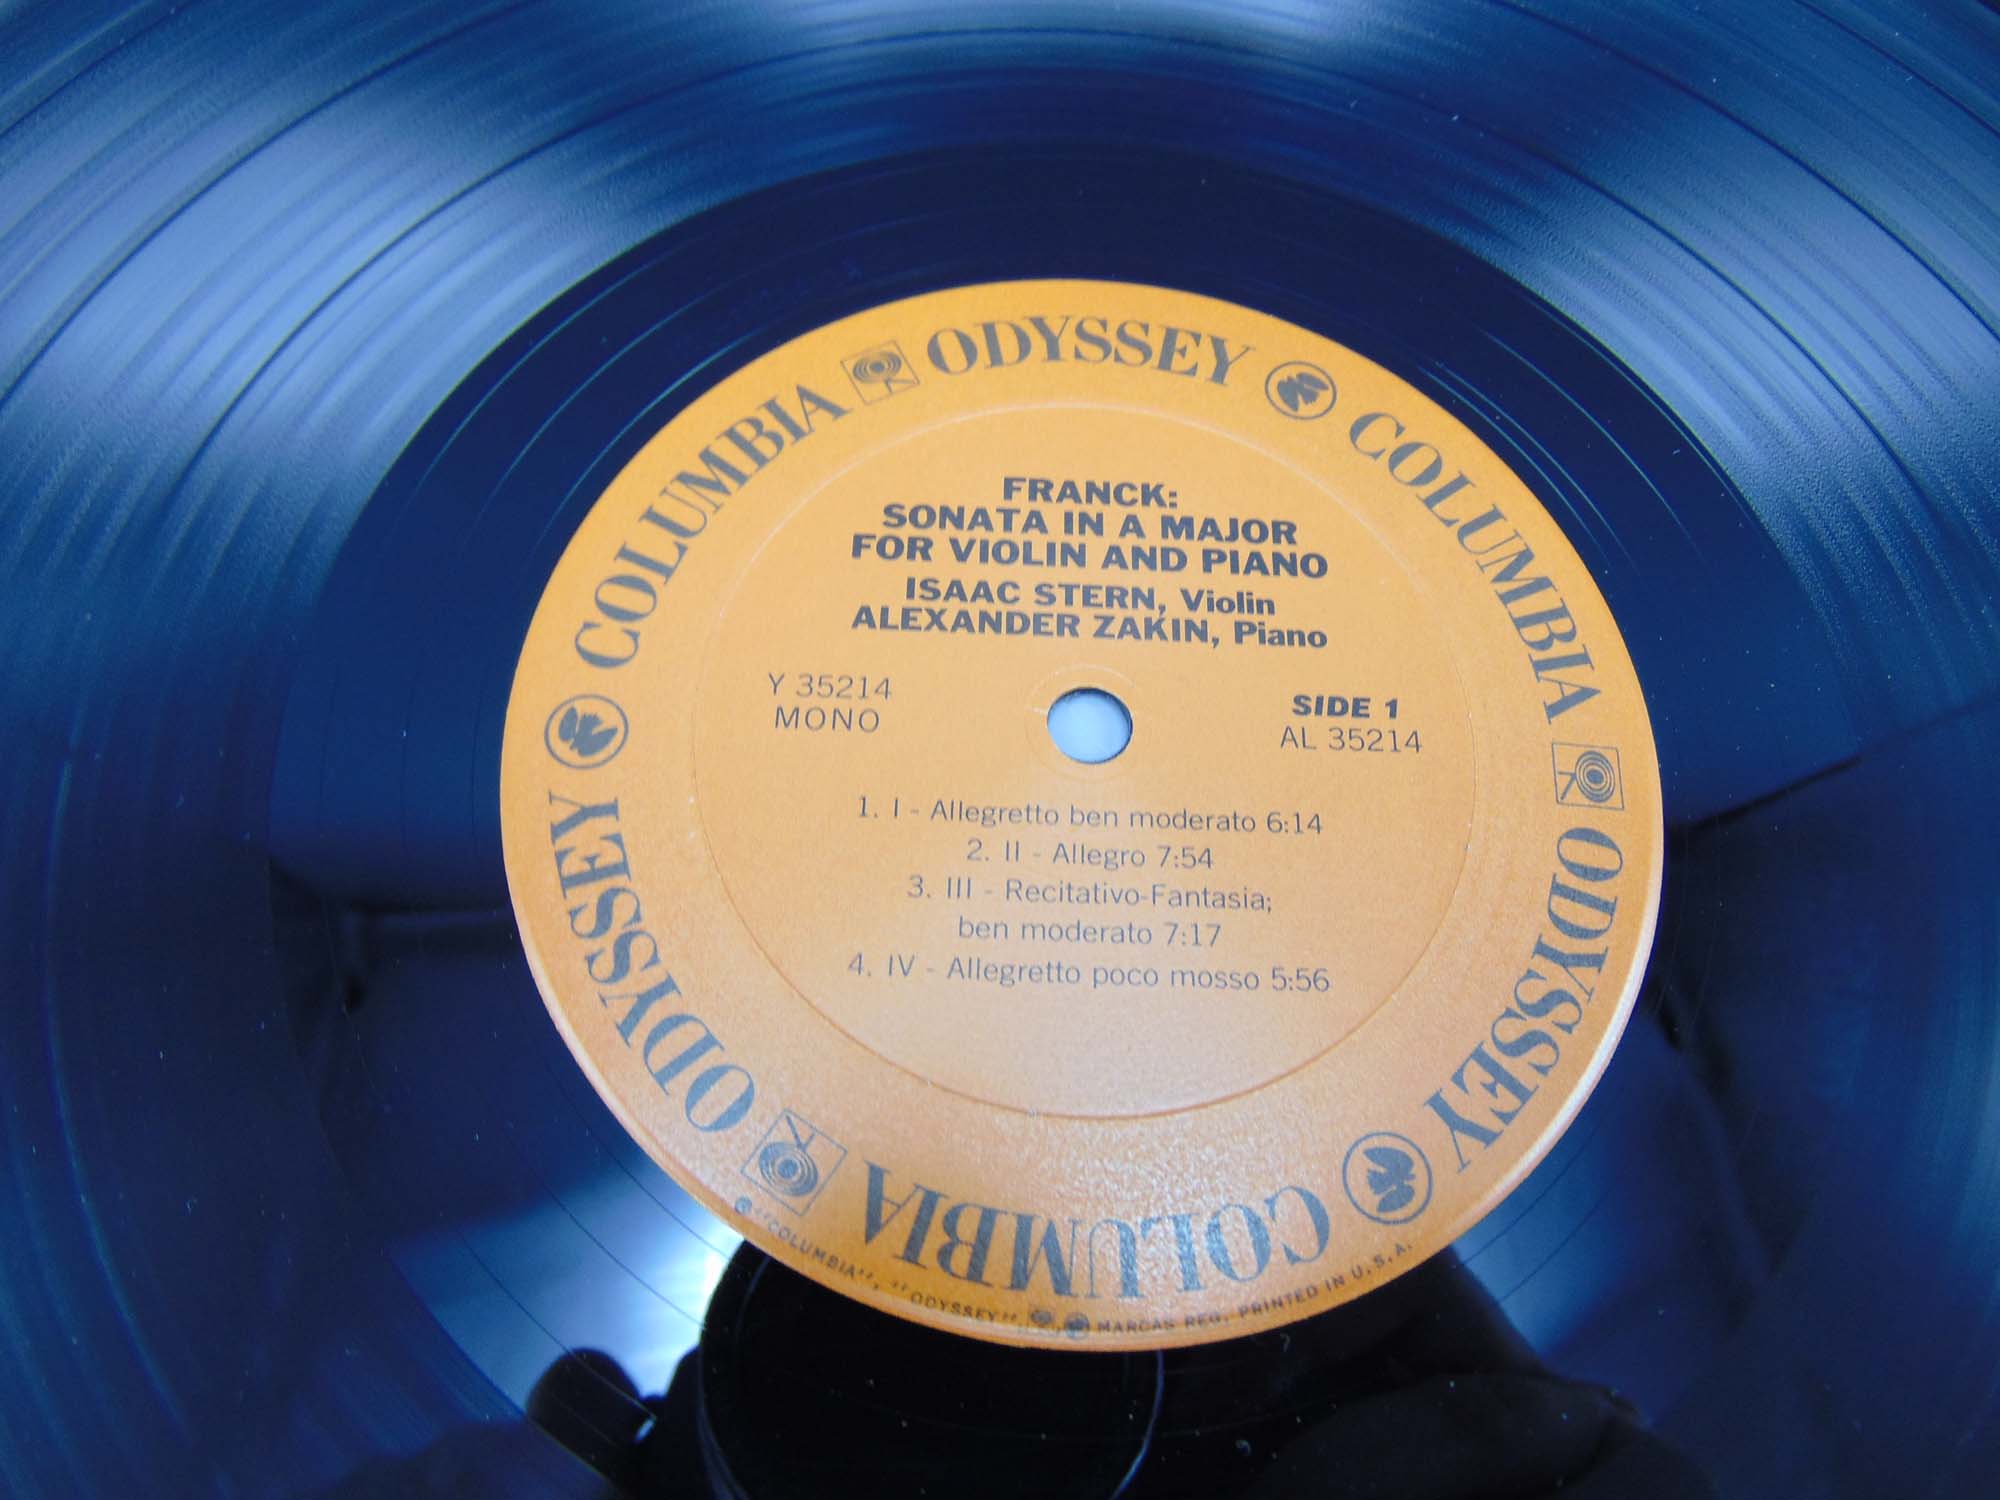 COLUMBIA ODYSSEY COLUMBIA ODYSSEY COLUMBIA ODYSSEY
FRANCK:
SONATA IN A MAJOR
FOR VIOLIN AND PIANO
ISAAC STERN, Violin
ALEXANDER ZAKIN, Piano
Y 35214
MONO
SIDE 1
AL 35214
1. I - Allegretto ben moderato 6:14
2. II - Allegro 7:54
3. III - Recitativo-Fantasia;
ben moderato 7:17
4. IV - Allegretto poco mosso 5:56
"COLUMBIA", "ODYSSEY", MARCAS REG. PRINTED IN U.S.A.